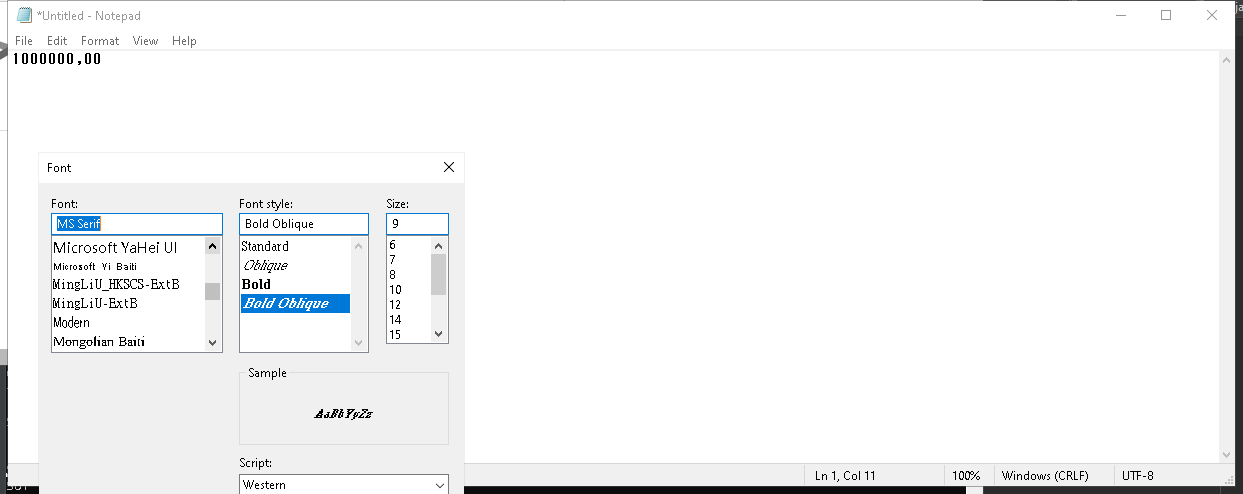 *Untitled - Notepad
File Edit Format View Help
1000000,00
Font
Font: Font style: Size:
MS Serif Bold Oblique 9
Microsoft YaHei UI
Microsoft Yi Baiti
MingLiU_HKSCS-ExtB
MingLiU-ExtB
Modern
Mongolian Baiti
Standard
Oblique
Bold
Bold Oblique
6
7
8
10
12
14
15
Sample
AaBbYyZz
Script:
Western
Ln 1, Col 11 100% Windows (CRLF) UTF-8